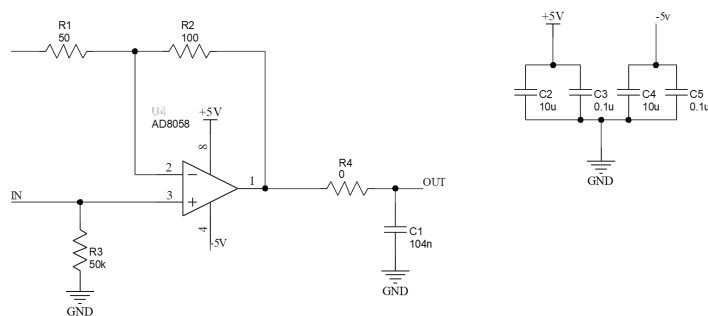 R1
50
R2
100
U4
AD8058
+5V
8
2
3
1
4
-5V
IN
R3
50k
GND
R4
0
OUT
C1
104n
GND
+5V
-5v
C2
10u
C3
0.1u
C4
10u
C5
0.1u
GND